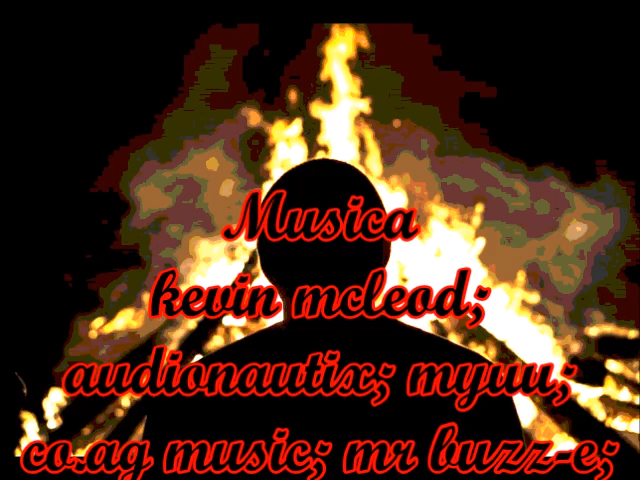 Musica
kevin mcleod;
audionautix; myuu;
co.ag music; mr buzz-e;